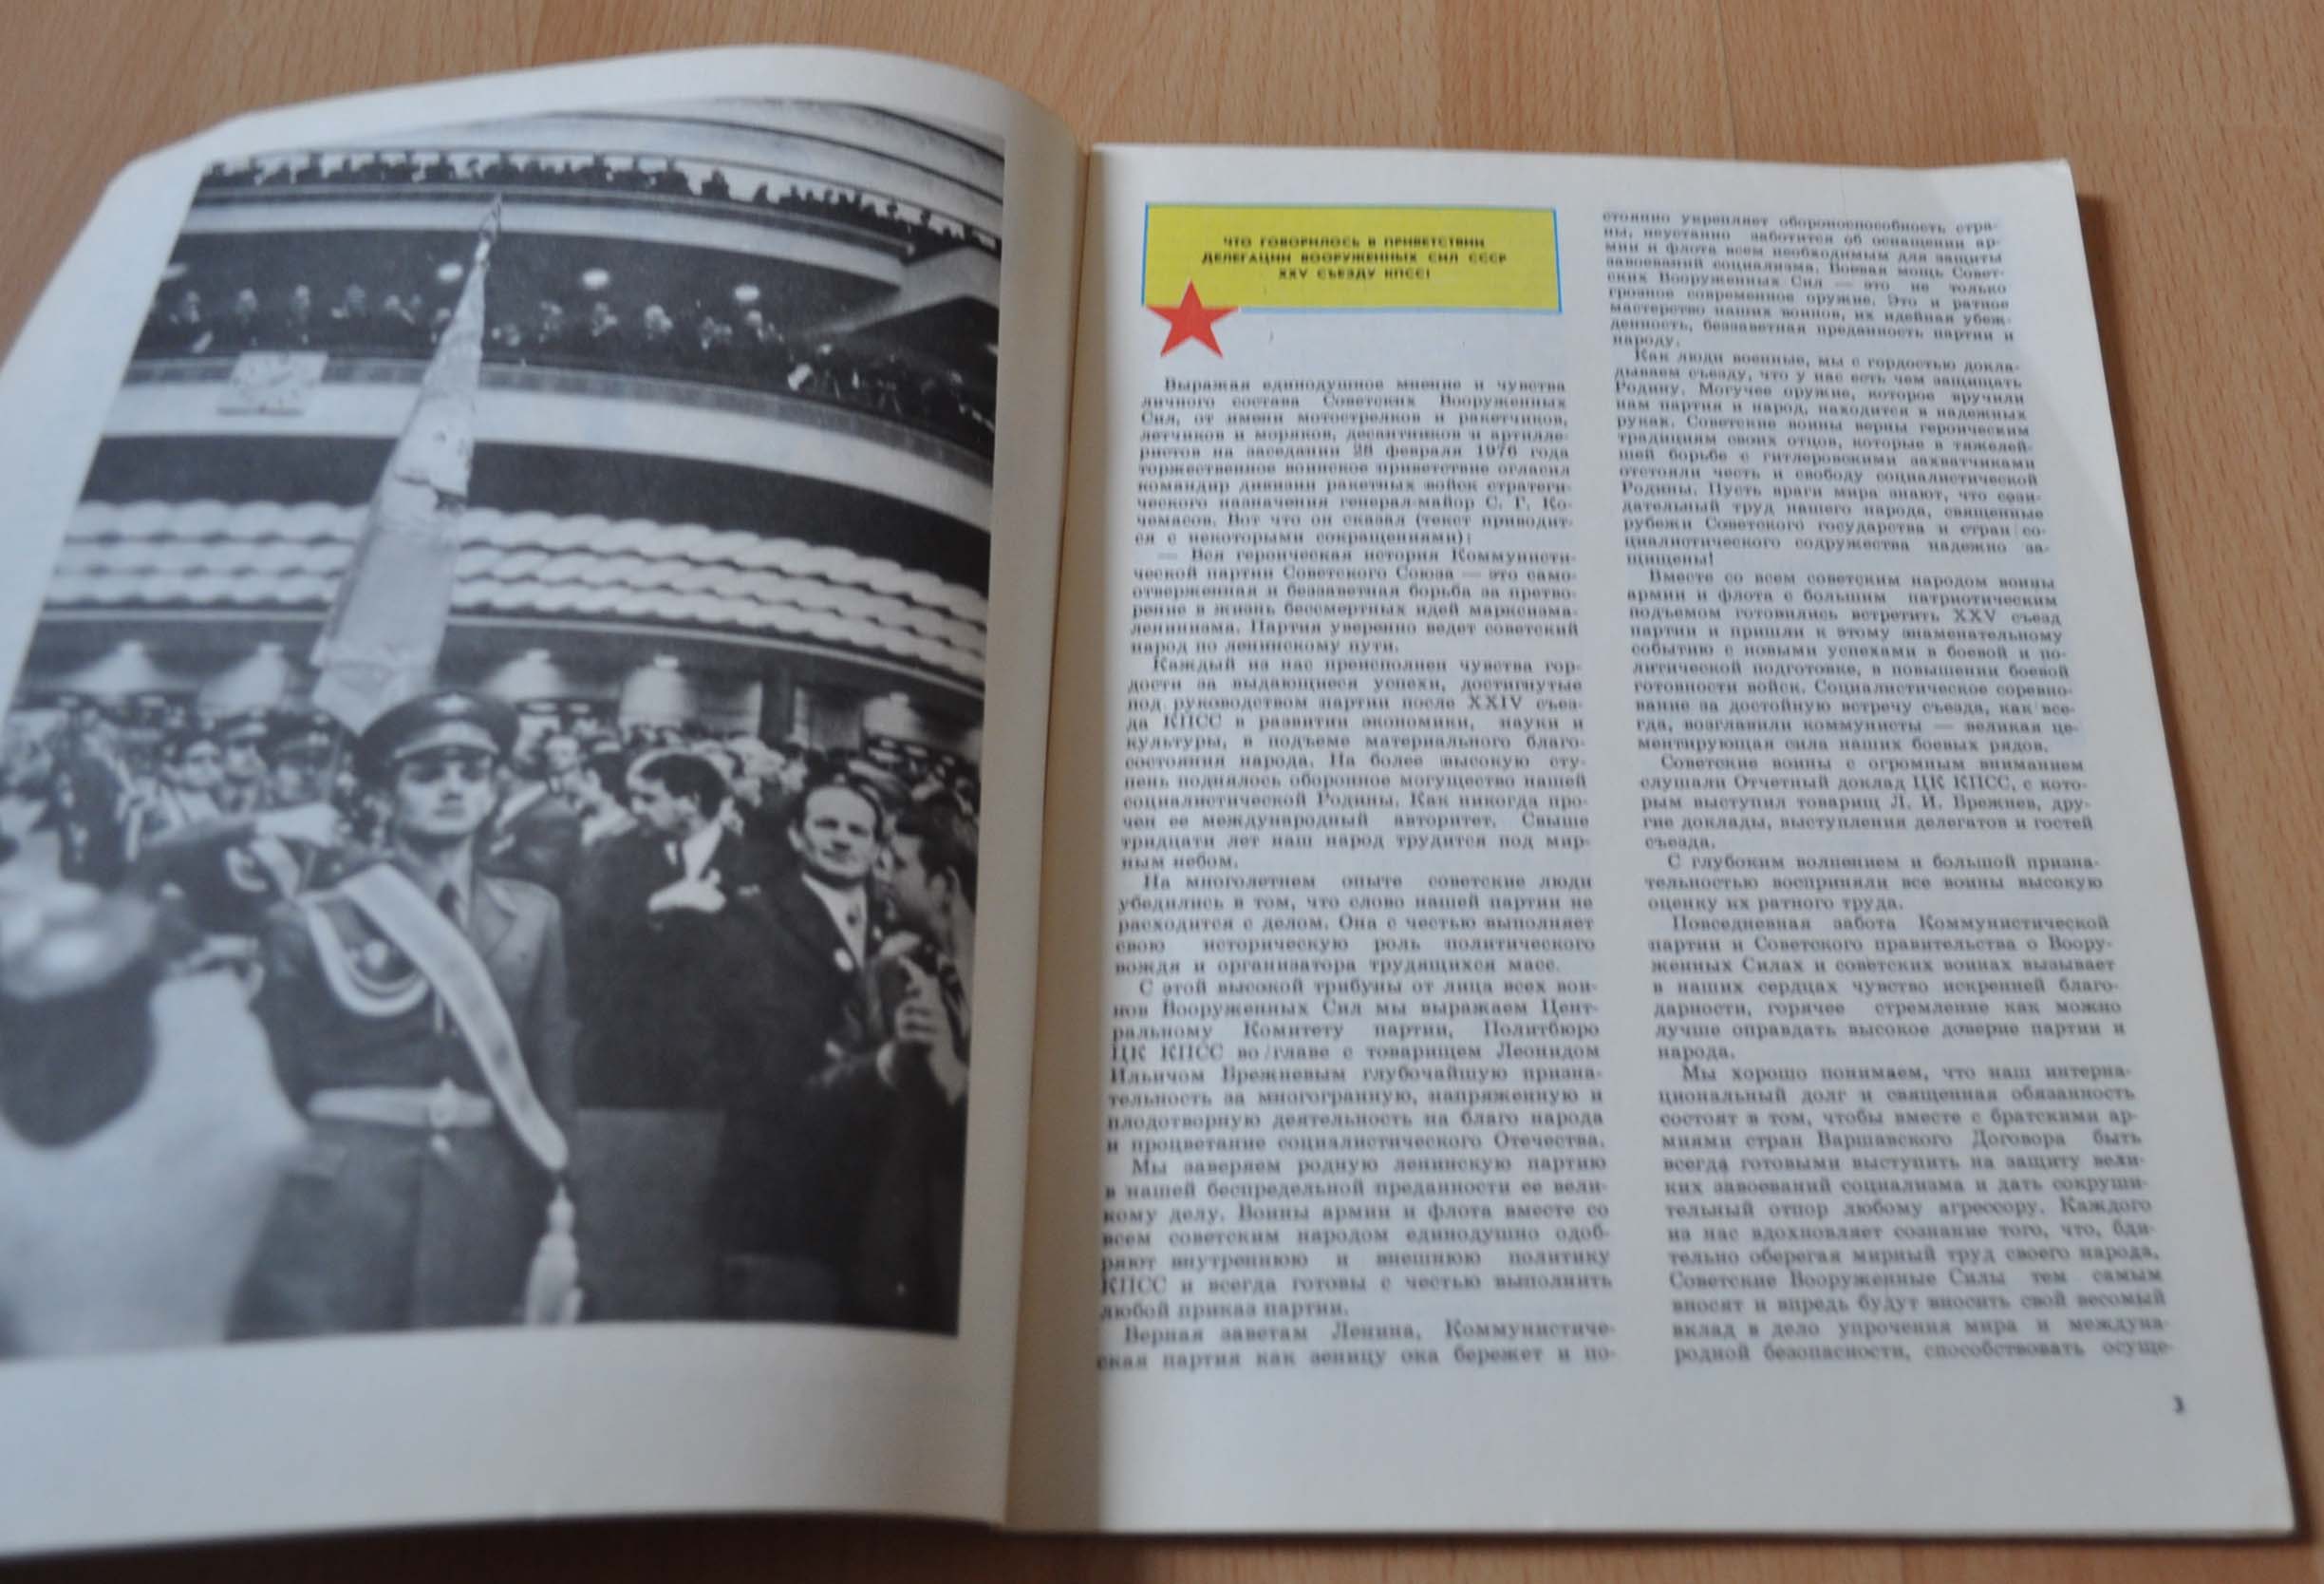 ЧТО ГОВОРИЛОСЬ В ПРИВЕТСТВИИ
ДЕЛЕГАЦИИ ВООРУЖЕННЫХ СИЛ СССР
XXV СЪЕЗДУ КПСС!
Выражая единодушное мнение и чувства
личного состава Советских Вооруженных
Сил, от имени мотострелков и ракетчиков,
летчиков и моряков, десантников и артилле-
ристов на заседании 28 февраля 1976 года
торжественное воинское приветствие огласил
командир дивизии ракетных войск стратеги-
ческого назначения генерал-майор С. Г. Ко-
чемасов. Вот что он сказал (текст приводит-
ся с некоторыми сокращениями):
— Вся героическая история Коммунисти-
ческой партии Советского Союза — это само-
отверженная и беззаветная борьба за претво-
рение в жизнь бессмертных идей марксизма-
ленинизма. Партия уверенно ведет советский
народ по ленинскому пути.
Каждый из нас преисполнен чувства гор-
дости за выдающиеся успехи, достигнутые
под руководством партии после XXIV съез-
да КПСС в развитии экономики, науки и
культуры, в подъеме материального благо-
состояния народа. На более высокую сту-
пень поднялось оборонное могущество нашей
социалистической Родины. Как никогда про-
чен ее международный авторитет. Свыше
тридцати лет наш народ трудится под мир-
ным небом.
На многолетнем опыте советские люди
убедились в том, что слово нашей партии не
расходится с делом. Она с честью выполняет
свою историческую роль политического
вождя и организатора трудящихся масс.
С этой высокой трибуны от лица всех вои-
нов Вооруженных Сил мы выражаем Цент-
ральному Комитету партии, Политбюро
ЦК КПСС во главе с товарищем Леонидом
Ильичом Брежневым глубочайшую призна-
тельность за многогранную, напряженную и
плодотворную деятельность на благо народа
и процветание социалистического Отечества.
Мы заверяем родную ленинскую партию
в нашей беспредельной преданности ее вели-
кому делу. Воины армии и флота вместе со
всем советским народом единодушно одоб-
ряют внутреннюю и внешнюю политику
КПСС и всегда готовы с честью выполнить
любой приказ партии.
Верная заветам Ленина, Коммунистиче-
ская партия как зеницу ока бережет и по-
стоянно укрепляет обороноспособность стра-
ны, неустанно заботится об оснащении ар-
мии и флота всем необходимым для защиты
завоеваний социализма. Боевая мощь Совет-
ских Вооруженных Сил — это не только
грозное современное оружие. Это и ратное
мастерство наших воинов, их идейная убеж-
денность, беззаветная преданность партии и
народу.
Как люди военные, мы с гордостью докла-
дываем съезду, что у нас есть чем защищать
Родину. Могучее оружие, которое вручили
нам партия и народ, находится в надежных
руках. Советские воины верны героическим
традициям своих отцов, которые в тяжелей-
шей борьбе с гитлеровскими захватчиками
отстояли честь и свободу социалистической
Родины. Пусть враги мира знают, что сози-
дательный труд нашего народа, священные
рубежи Советского государства и стран со-
циалистического содружества надежно за-
щищены!
Вместе со всем советским народом воины
армии и флота с большим патриотическим
подъемом готовились встретить XXV съезд
партии и пришли к этому знаменательному
событию с новыми успехами в боевой и по-
литической подготовке, в повышении боевой
готовности войск. Социалистическое соревно-
вание за достойную встречу съезда, как все-
гда, возглавили коммунисты — великая це-
ментирующая сила наших боевых рядов.
Советские воины с огромным вниманием
слушали Отчетный доклад ЦК КПСС, с кото-
рым выступил товарищ Л. И. Брежнев, дру-
гие доклады, выступления делегатов и гостей
съезда.
С глубоким волнением и большой призна-
тельностью восприняли все воины высокую
оценку их ратного труда.
Повседневная забота Коммунистической
партии и Советского правительства о Воору-
женных Силах и советских воинах вызывает
в наших сердцах чувство искренней благо-
дарности, горячее стремление как можно
лучше оправдать высокое доверие партии и
народа.
Мы хорошо понимаем, что наш интерна-
циональный долг и священная обязанность
состоят в том, чтобы вместе с братскими ар-
миями стран Варшавского Договора быть
всегда готовыми выступить на защиту вели-
ких завоеваний социализма и дать сокруши-
тельный отпор любому агрессору. Каждого
из нас вдохновляет сознание того, что, бди-
тельно оберегая мирный труд своего народа,
Советские Вооруженные Силы тем самым
вносят и впредь будут вносить свой весомый
вклад в дело упрочения мира и междуна-
родной безопасности, способствовать осуще-
3